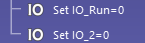 IO Set IO_Run=0
IO Set IO_2=0